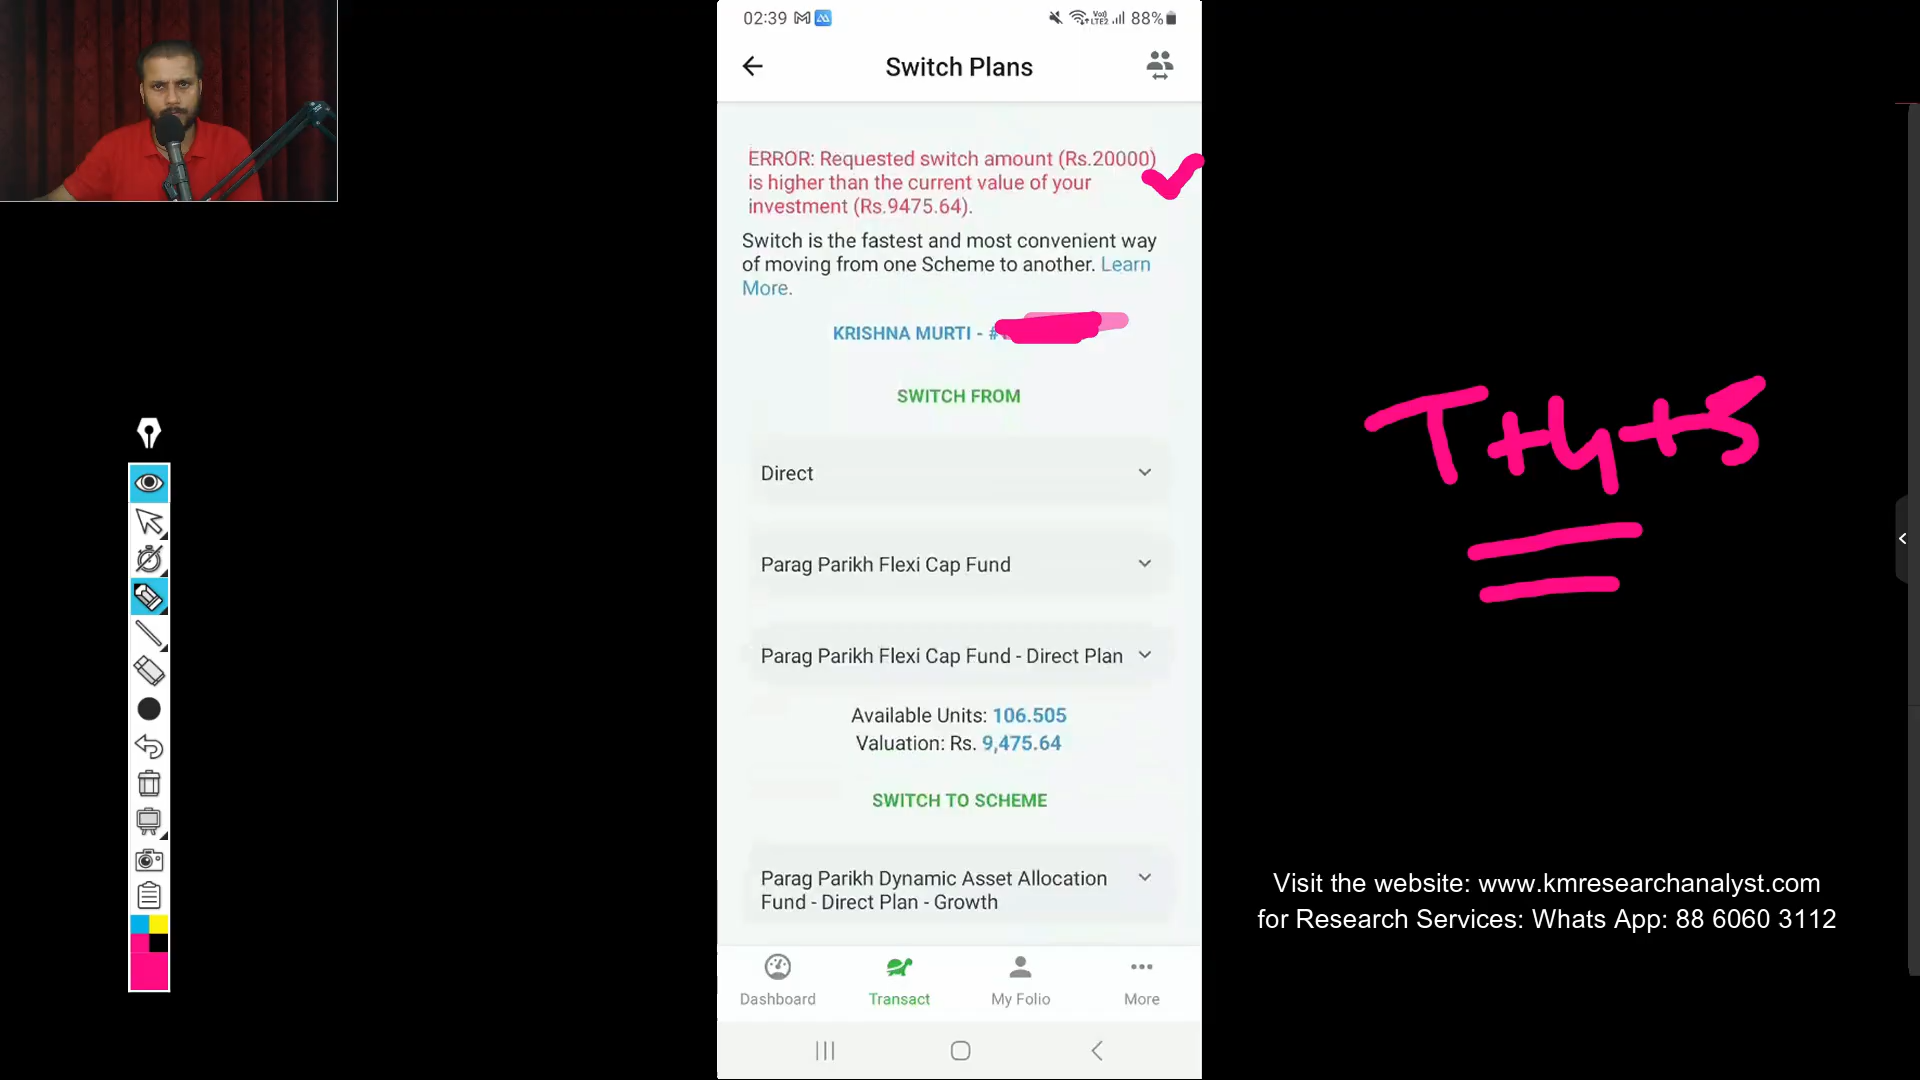 02:39
Vo))
LTE2
88%
Switch Plans
ERROR: Requested switch amount (Rs.20000)
is higher than the current value of your
investment (Rs.9475.64).
Switch is the fastest and most convenient way
of moving from one Scheme to another. Learn
More.
KRISHNA MURTI - #
SWITCH FROM
Direct
Parag Parikh Flexi Cap Fund
Parag Parikh Flexi Cap Fund - Direct Plan
Available Units: 106.505
Valuation: Rs. 9,475.64
SWITCH TO SCHEME
Parag Parikh Dynamic Asset Allocation
Fund - Direct Plan - Growth
Dashboard
Transact
My Folio
More
T+4+5
Visit the website: www.kmresearchanalyst.com
for Research Services: Whats App: 88 6060 3112